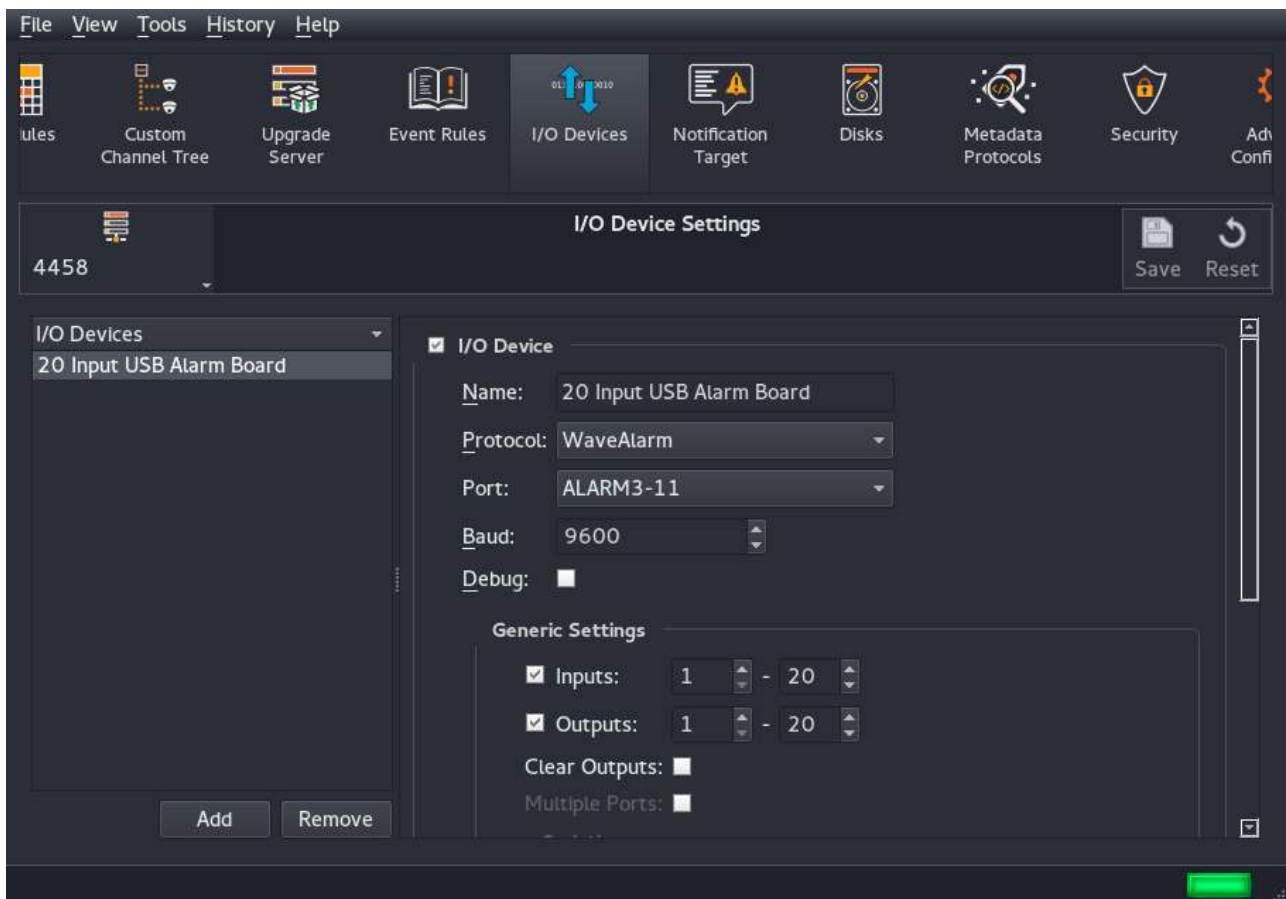 File View Tools History Help
ules
Custom
Channel Tree
Upgrade
Server
Event Rules
I/O Devices
Notification
Target
Disks
Metadata
Protocols
Security
Adv
Confi
4458
I/O Device Settings
Save Reset
I/O Devices
20 Input USB Alarm Board
Add Remove
I/O Device
Name: 20 Input USB Alarm Board
Protocol: WaveAlarm
Port: ALARM3-11
Baud: 9600
Debug:
Generic Settings
Inputs: 1 - 20
Outputs: 1 - 20
Clear Outputs:
Multiple Ports: